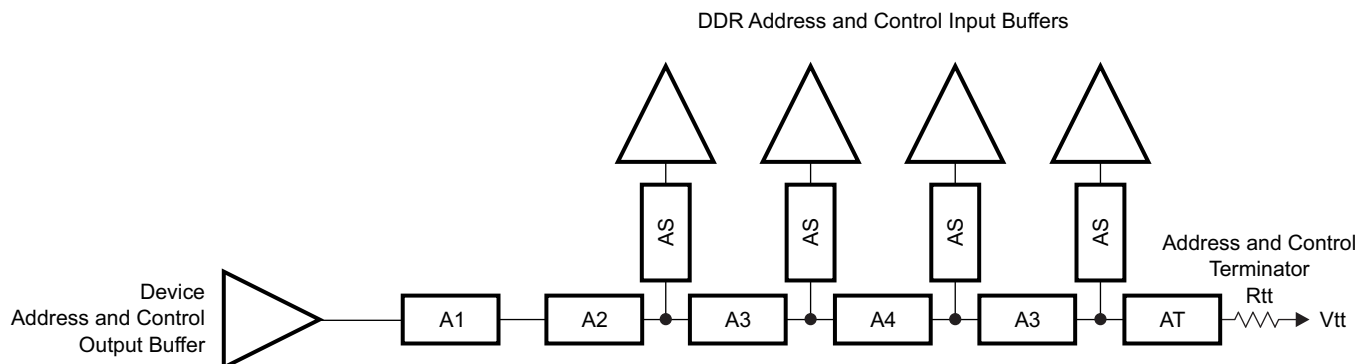 DDR Address and Control Input Buffers
AS
AS
AS
AS
Address and Control
Terminator
Rtt
Device
Address and Control
Output Buffer
A1
A2
A3
A4
A3
AT
Vtt